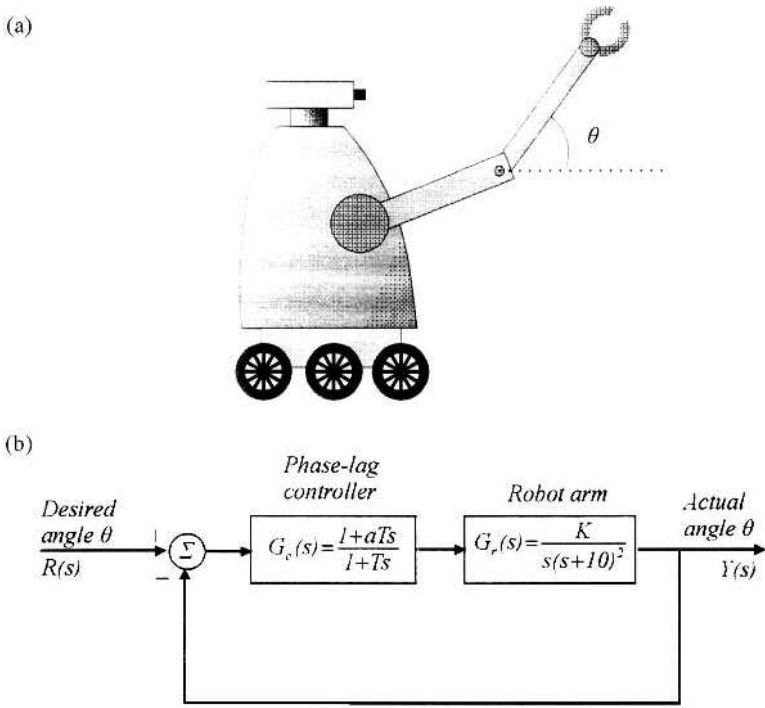 (a)
θ
(b)
Phase-lag
controller
Robot arm
Desired
angle θ
R(s)
+
−
Σ
G_c(s) = (1+aTs)/(1+Ts)
G_r(s) = K/(s(s+10)²)
Actual
angle θ
Y(s)